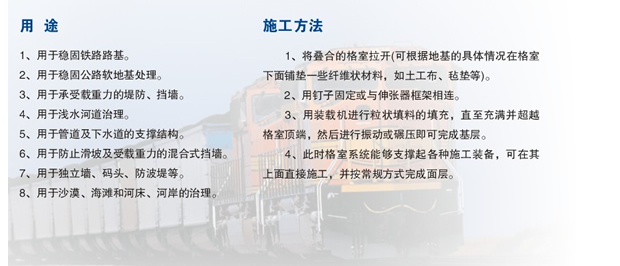 用 途
1、用于稳固铁路路基。
2、用于稳固公路软地基处理。
3、用于承受载重力的堤防、挡墙。
4、用于浅水河道治理。
5、用于管道及下水道的支撑结构。
6、用于防止滑坡及受载重力的混合式挡墙。
7、用于独立墙、码头、防波堤等。
8、用于沙漠、海滩和河床、河岸的治理。
施工方法
1、将叠合的格室拉开(可根据地基的具体情况在格室
下面铺垫一些纤维状材料，如土工布、毡垫等)。
2、用钉子固定或与伸张器框架相连。
3、用装载机进行粒状填料的填充，直至充满并超越
格室顶端，然后进行振动或碾压即可完成基层。
4、此时格室系统能够支撑起各种施工装备，可在其
上面直接施工，并按常规方式完成面层。